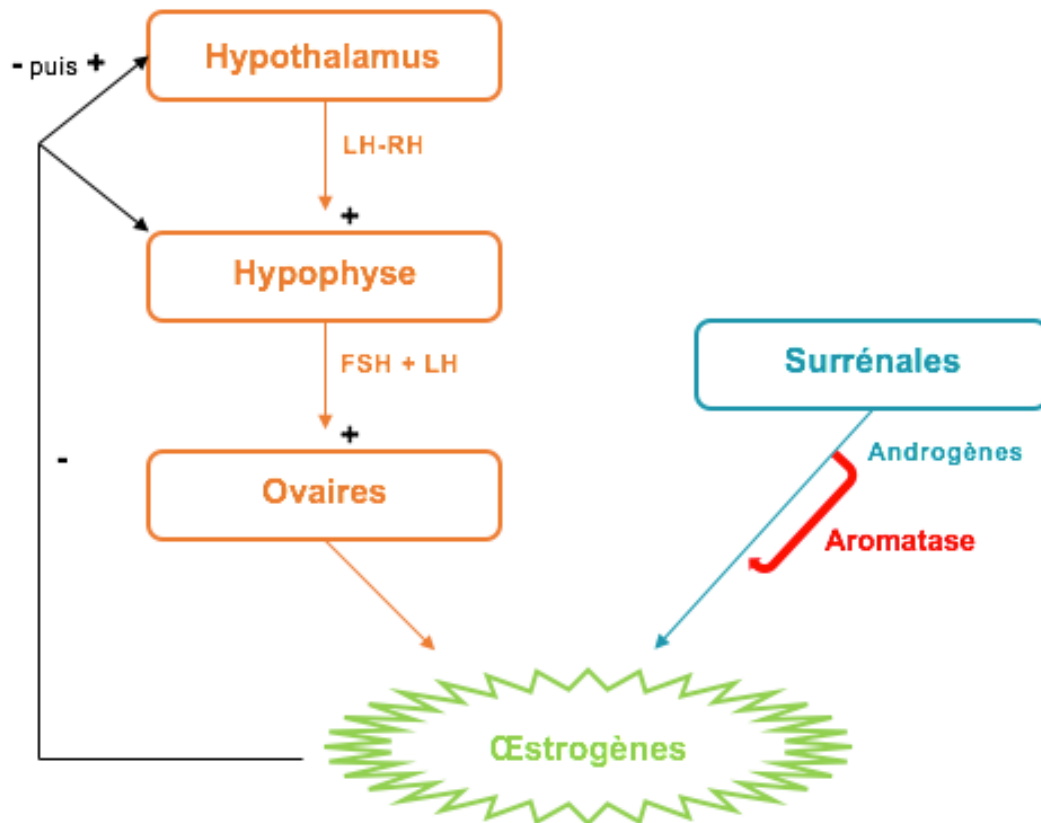 Hypothalamus
- puis +
LH-RH
+
Hypophyse
FSH + LH
+
Surrénales
-
Androgènes
Ovaires
Aromatase
Œstrogènes